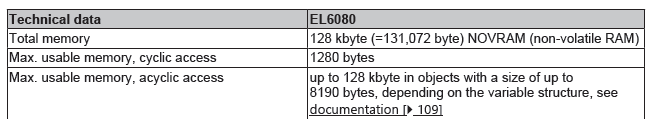 Technical data EL6080
Total memory 128 kbyte (=131,072 byte) NOVRAM (non-volatile RAM)
Max. usable memory, cyclic access 1280 bytes
Max. usable memory, acyclic access up to 128 kbyte in objects with a size of up to
8190 bytes, depending on the variable structure, see
documentation [▶ 109]